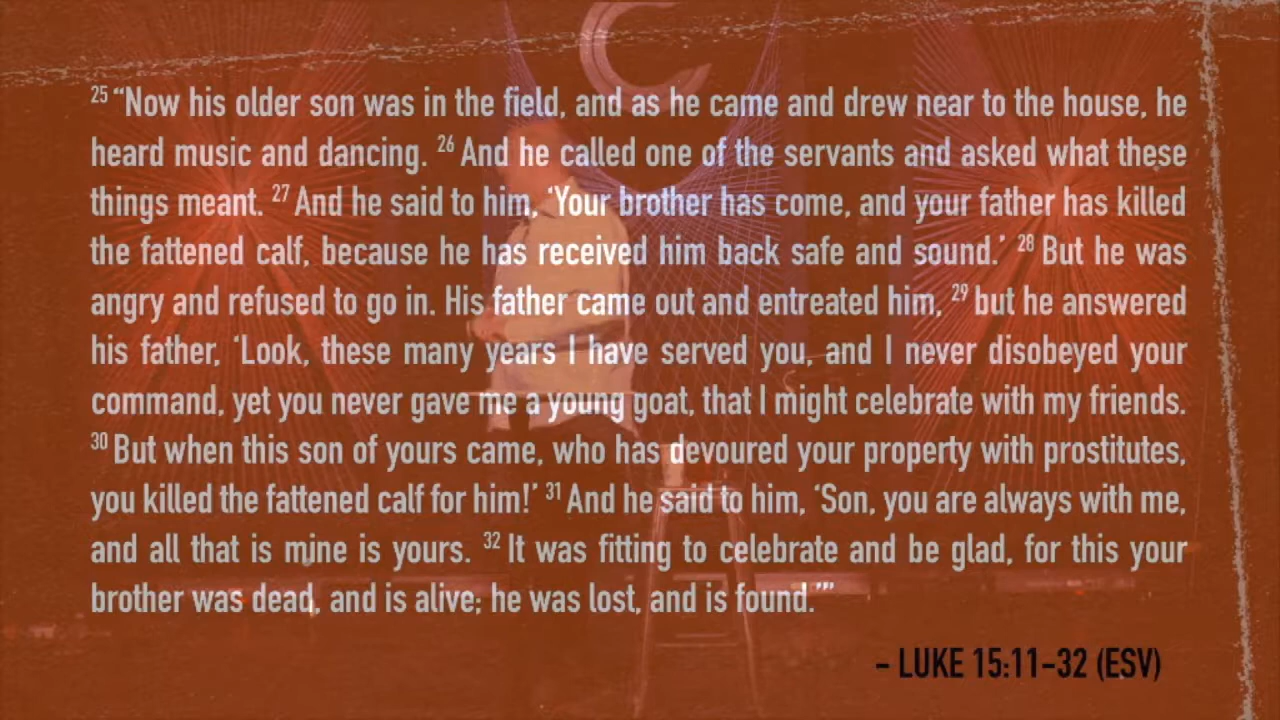 25 “Now his older son was in the field, and as he came and drew near to the house, he
heard music and dancing. 26 And he called one of the servants and asked what these
things meant. 27 And he said to him, ‘Your brother has come, and your father has killed
the fattened calf, because he has received him back safe and sound.’ 28 But he was
angry and refused to go in. His father came out and entreated him, 29 but he answered
his father, ‘Look, these many years I have served you, and I never disobeyed your
command, yet you never gave me a young goat, that I might celebrate with my friends.
30 But when this son of yours came, who has devoured your property with prostitutes,
you killed the fattened calf for him!’ 31 And he said to him, ‘Son, you are always with me,
and all that is mine is yours. 32 It was fitting to celebrate and be glad, for this your
brother was dead, and is alive; he was lost, and is found.’”
– LUKE 15:11–32 (ESV)